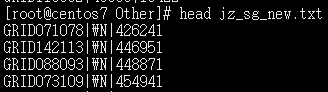 [root@centos7 Other]# head jz_sg_new.txt
GRID071078|₩N|426241
GRID142113|₩N|446951
GRID088093|₩N|448871
GRID073109|₩N|454941